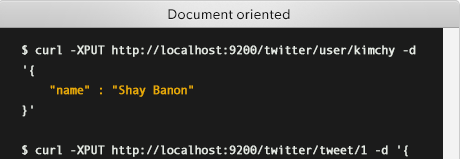 Document oriented
$ curl -XPUT http://localhost:9200/twitter/user/kimchy -d
'{
    "name" : "Shay Banon"
}'
$ curl -XPUT http://localhost:9200/twitter/tweet/1 -d '{